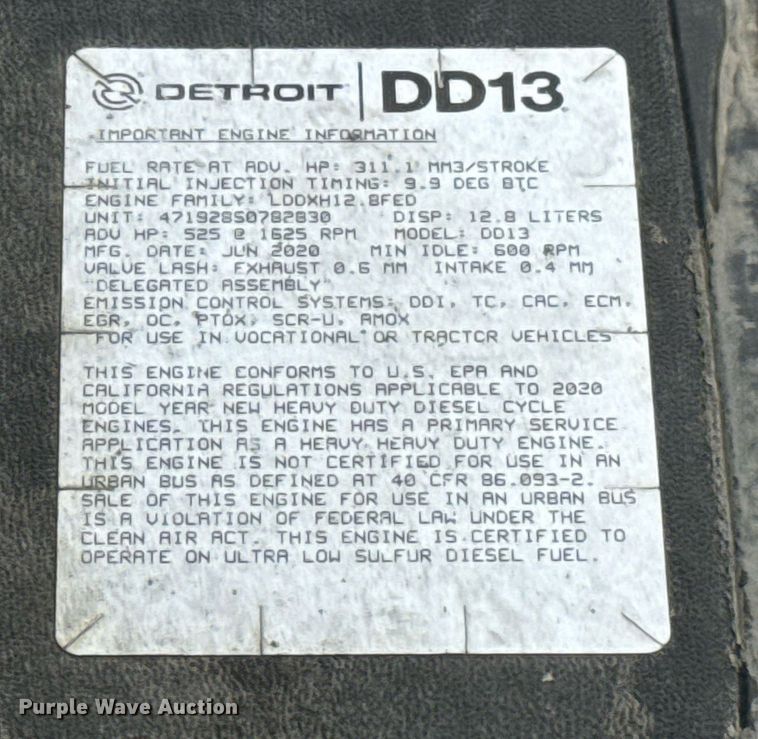 DETROIT | DD13
IMPORTANT ENGINE INFORMATION
FUEL RATE AT ADV. HP: 311.1 MM3/STROKE
INITIAL INJECTION TIMING: 9.9 DEG BTC
ENGINE FAMILY: LDDXH12.8FED
UNIT: 471928S0782830 DISP: 12.8 LITERS
ADV HP: 525 @ 1625 RPM MODEL: DD13
MFG. DATE: JUN 2020 MIN IDLE: 600 RPM
VALVE LASH: EXHAUST 0.6 MM INTAKE 0.4 MM
"DELEGATED ASSEMBLY"
EMISSION CONTROL SYSTEMS: DDI, TC, CAC, ECM,
EGR, OC, PTOX, SCR-U, AMOX
"FOR USE IN VOCATIONAL OR TRACTOR VEHICLES"
THIS ENGINE CONFORMS TO U.S. EPA AND
CALIFORNIA REGULATIONS APPLICABLE TO 2020
MODEL YEAR NEW HEAVY DUTY DIESEL CYCLE
ENGINES. THIS ENGINE HAS A PRIMARY SERVICE
APPLICATION AS A HEAVY HEAVY DUTY ENGINE.
THIS ENGINE IS NOT CERTIFIED FOR USE IN AN
URBAN BUS AS DEFINED AT 40 CFR 86.093-2.
SALE OF THIS ENGINE FOR USE IN AN URBAN BUS
IS A VIOLATION OF FEDERAL LAW UNDER THE
CLEAN AIR ACT. THIS ENGINE IS CERTIFIED TO
OPERATE ON ULTRA LOW SULFUR DIESEL FUEL.
Purple Wave Auction